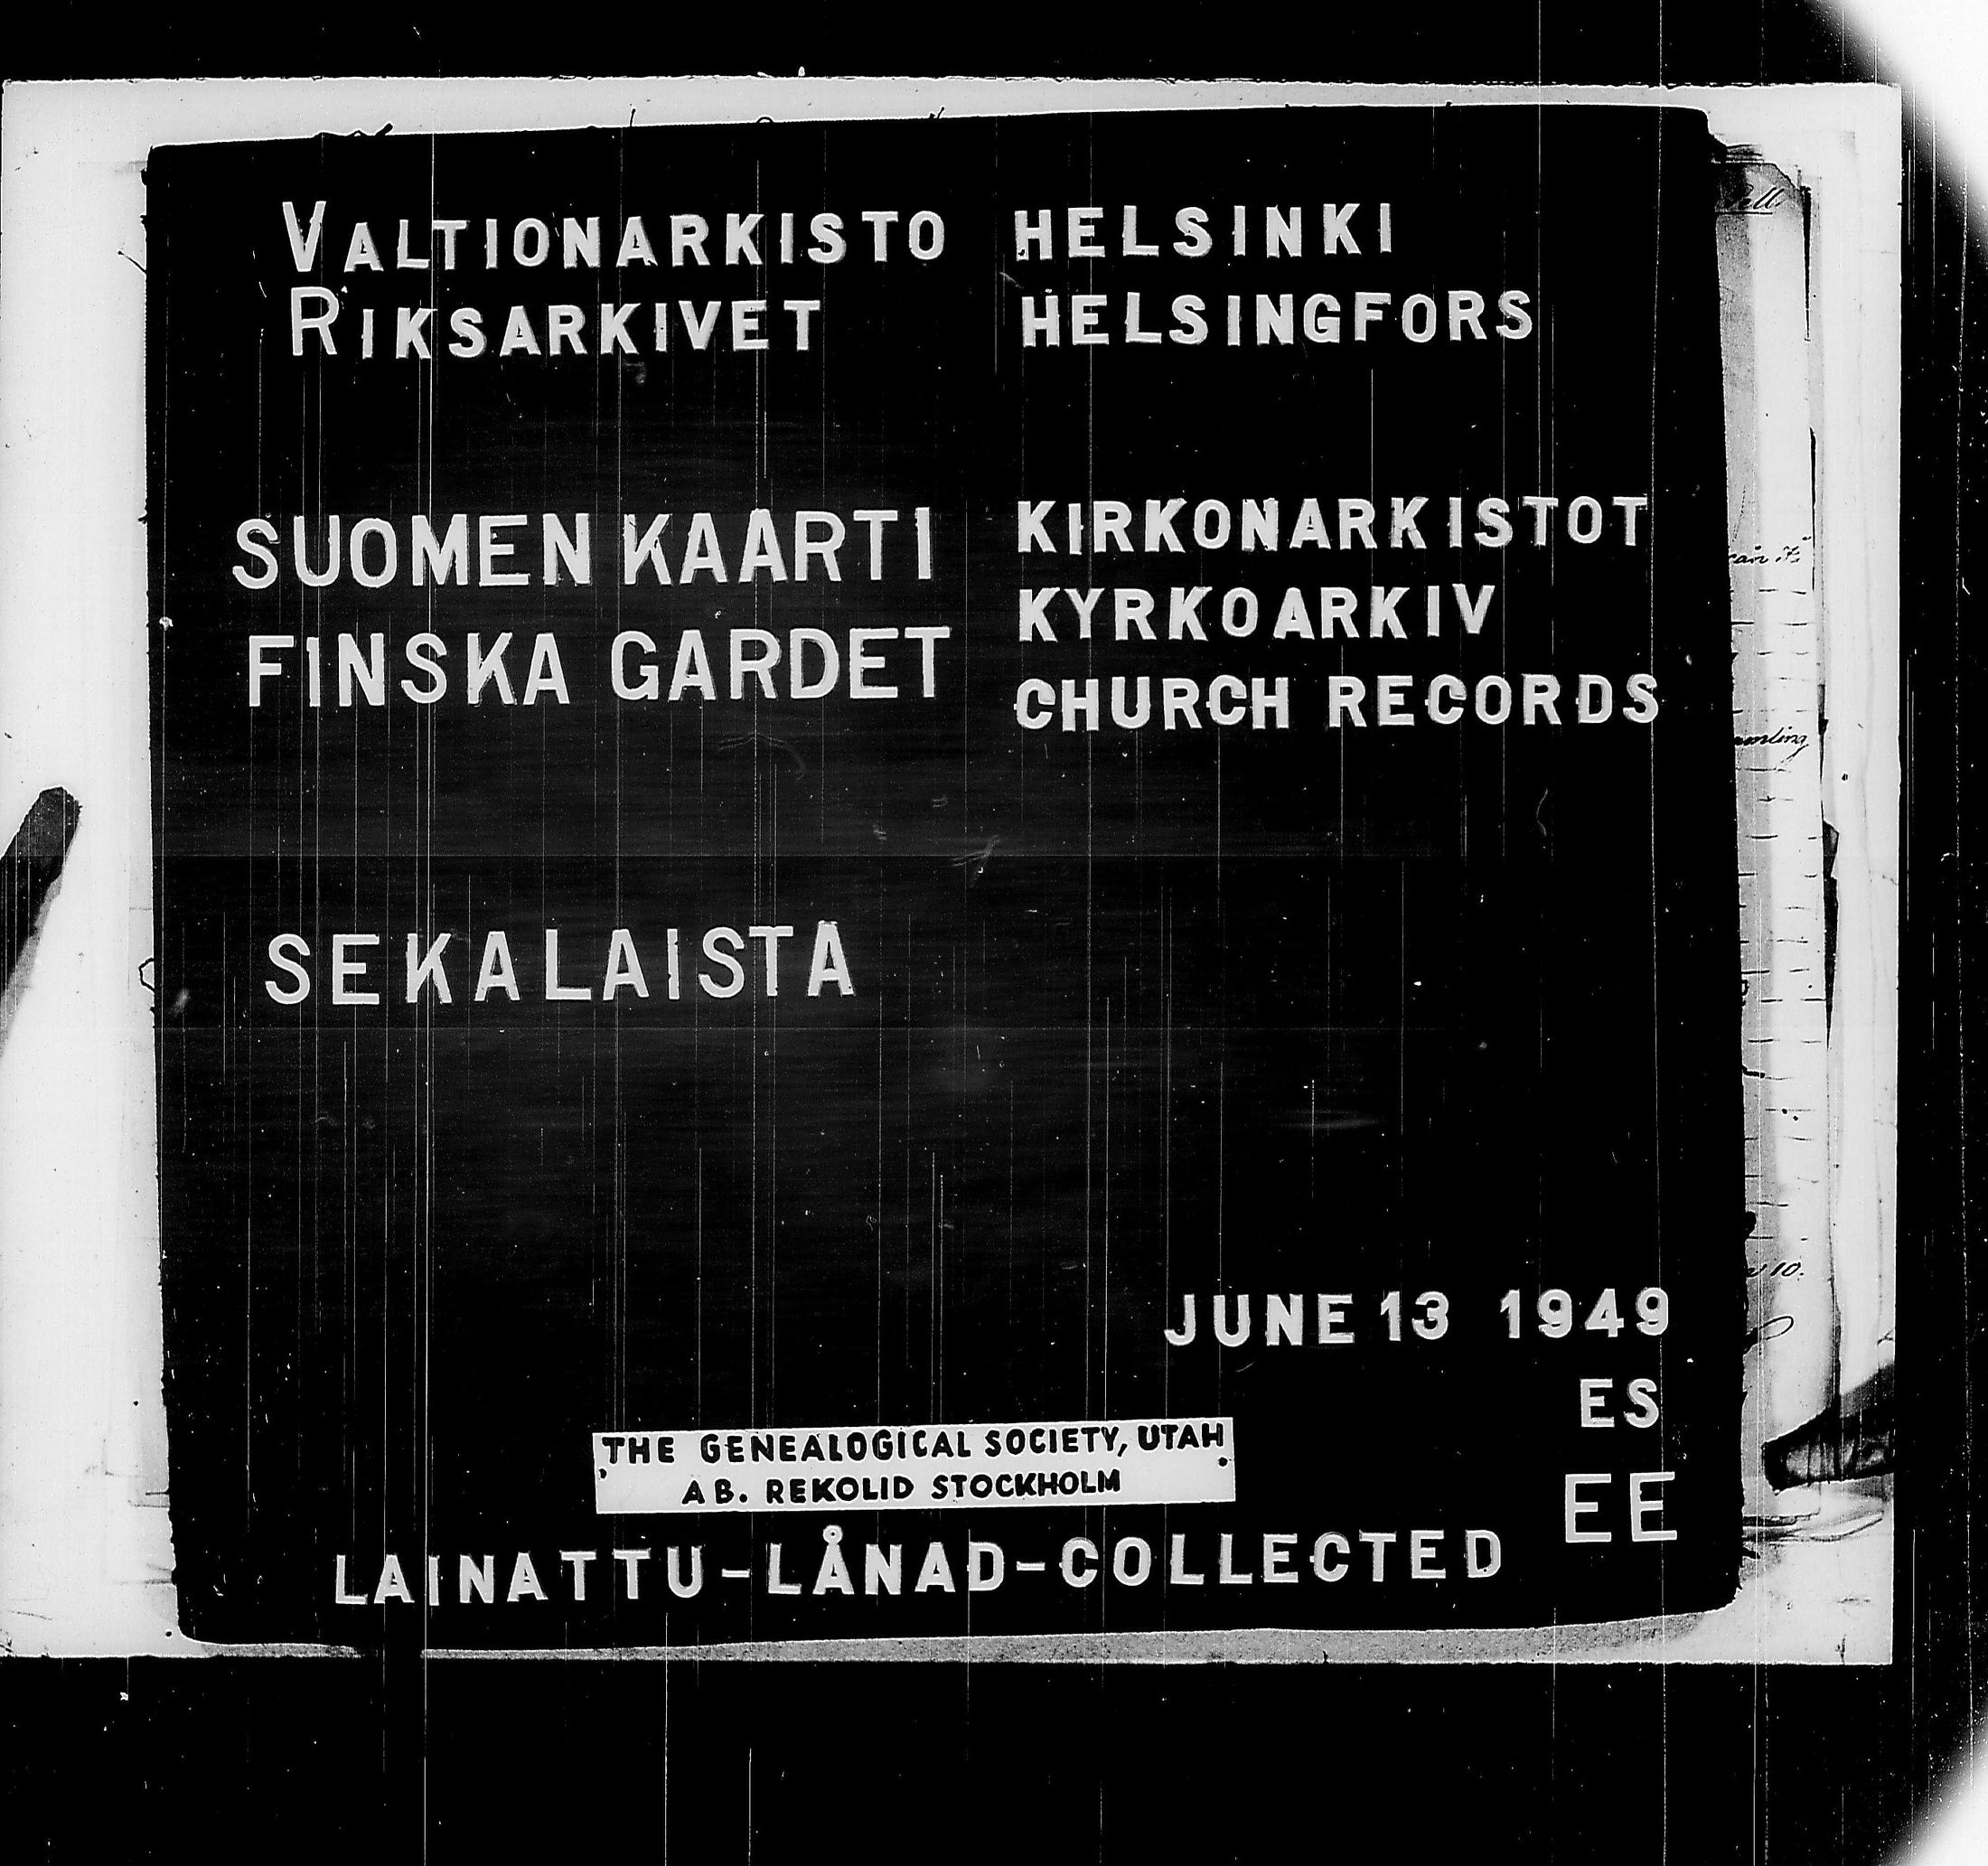 VALTIONARKISTO HELSINKI
RIKSARKIVET HELSINGFORS
SUOMEN KAARTI
FINSKA GARDET
KIRKONARKISTOT
KYRKOARKIV
CHURCH RECORDS
SEKALAISTA
JUNE 13 1949
ES
EE
THE GENEALOGICAL SOCIETY, UTAH
AB. REKOLID STOCKHOLM
LAINATTU-LÅNAD-COLLECTED